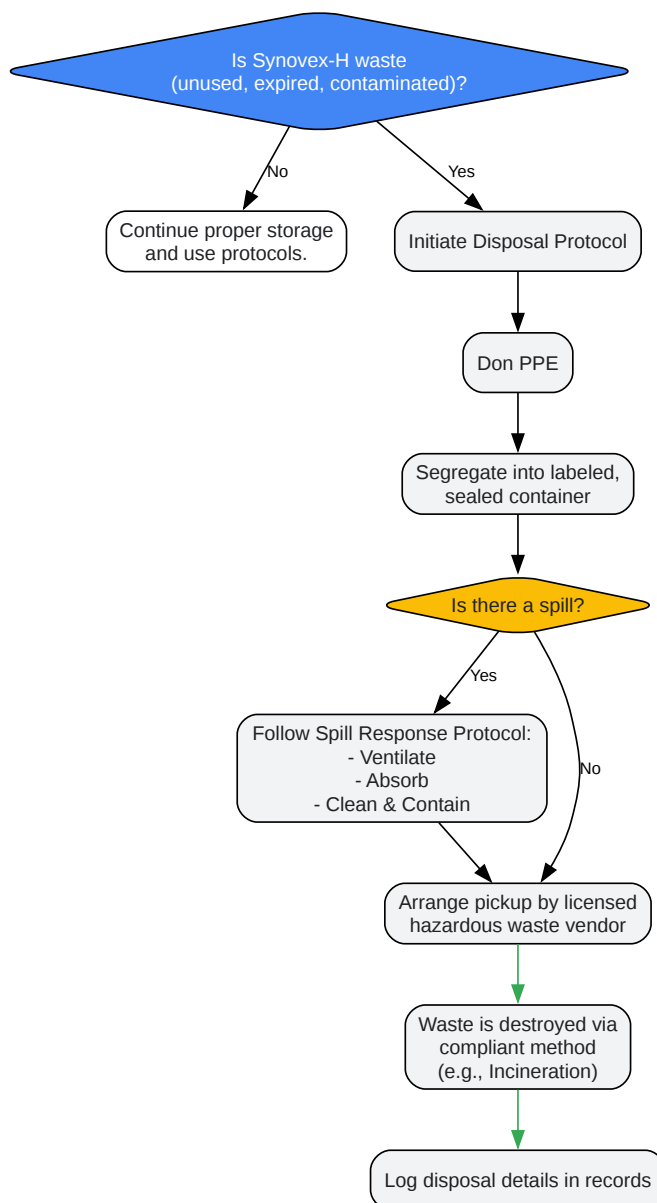 Is Synovex-H waste
(unused, expired, contaminated)?
No
Yes
Continue proper storage
and use protocols.
Initiate Disposal Protocol
Don PPE
Segregate into labeled,
sealed container
Is there a spill?
Yes
Follow Spill Response Protocol:
- Ventilate
- Absorb
- Clean & Contain
No
Arrange pickup by licensed
hazardous waste vendor
Waste is destroyed via
compliant method
(e.g., Incineration)
Log disposal details in records